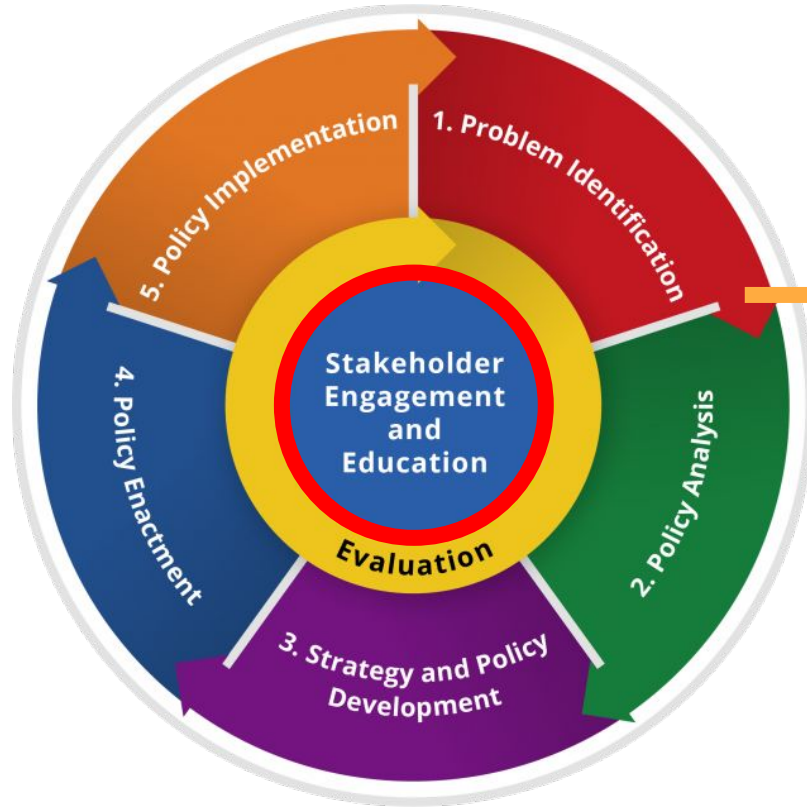 1. Problem Identification
2. Policy Analysis
3. Strategy and Policy
Development
4. Policy Enactment
5. Policy Implementation
Stakeholder
Engagement
and
Education
Evaluation